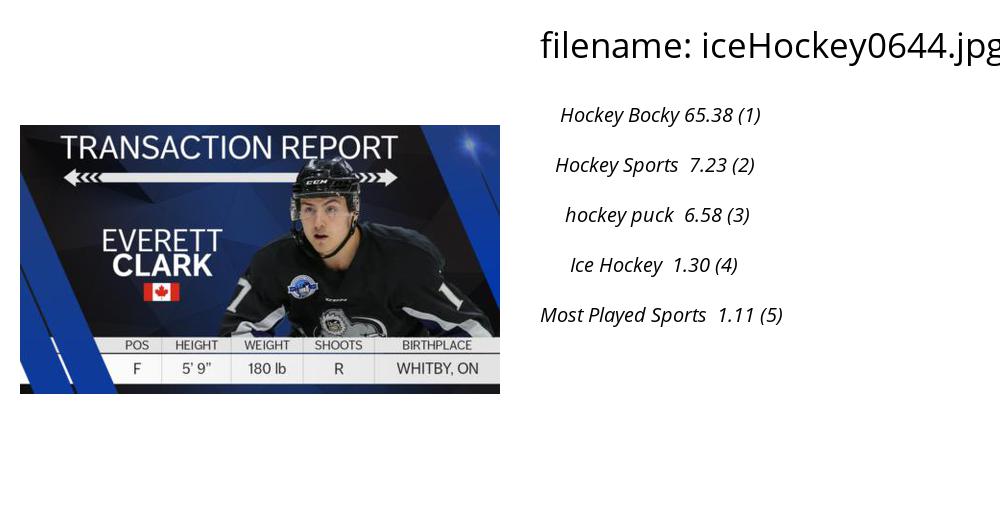 filename: iceHockey0644.jpg
Hockey Bocky 65.38 (1)
Hockey Sports 7.23 (2)
hockey puck 6.58 (3)
Ice Hockey 1.30 (4)
Most Played Sports 1.11 (5)
TRANSACTION REPORT
CCM
EVERETT
CLARK
7 1
POS HEIGHT WEIGHT SHOOTS BIRTHPLACE
F 5' 9" 180 lb R WHITBY, ON